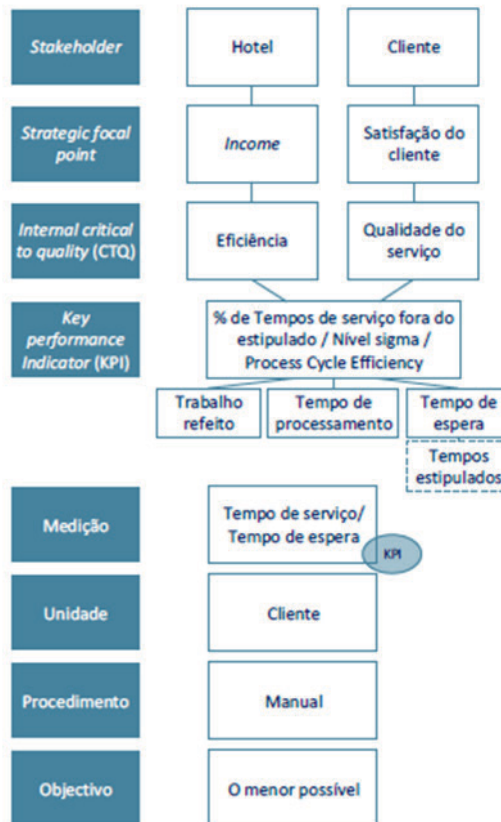 Stakeholder
Hotel
Cliente
Strategic focal
point
Income
Satisfação do
cliente
Internal critical
to quality (CTQ)
Eficiência
Qualidade do
serviço
Key
performance
Indicator (KPI)
% de Tempos de serviço fora do
estipulado / Nível sigma /
Process Cycle Efficiency
Trabalho
refeito
Tempo de
processamento
Tempo de
espera
Tempos
estipulados
Medição
Tempo de serviço/
Tempo de espera
KPI
Unidade
Cliente
Procedimento
Manual
Objectivo
O menor possível